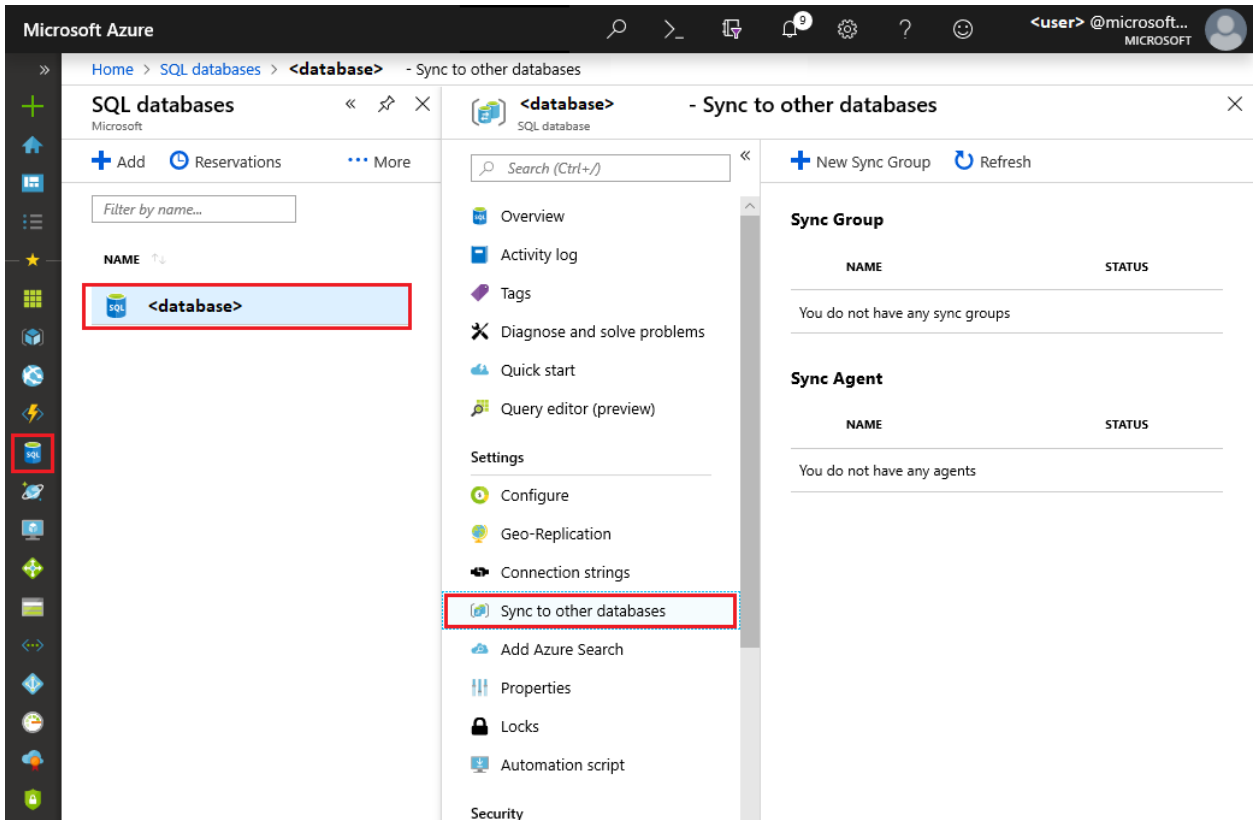 Microsoft Azure
9
<user> @microsoft...
MICROSOFT
Home > SQL databases > <database> - Sync to other databases
SQL databases
Microsoft
Add
Reservations
More
Filter by name...
NAME
SQL
<database>
<database> - Sync to other databases
SQL database
Search (Ctrl+/)
Overview
Activity log
Tags
Diagnose and solve problems
Quick start
Query editor (preview)
Settings
Configure
Geo-Replication
Connection strings
Sync to other databases
Add Azure Search
Properties
Locks
Automation script
Security
New Sync Group
Refresh
Sync Group
NAME STATUS
You do not have any sync groups
Sync Agent
NAME STATUS
You do not have any agents